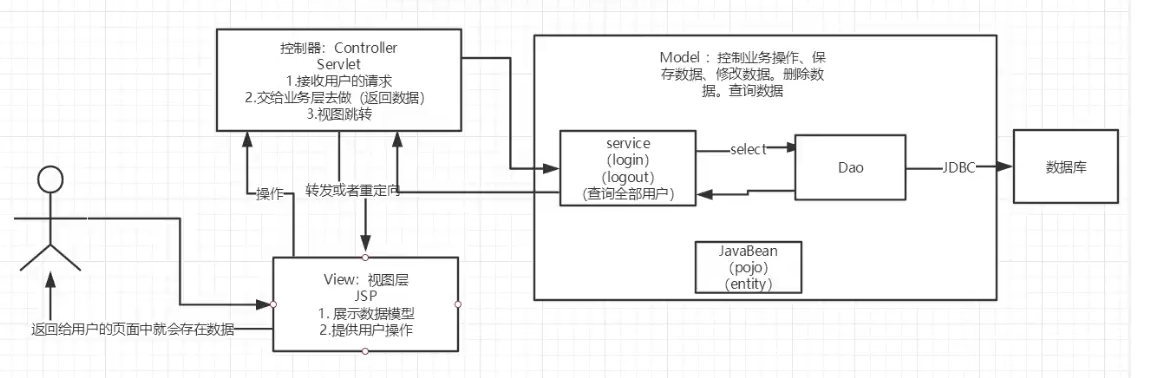 控制器：Controller
Servlet
1.接收用户的请求
2.交给业务层去做（返回数据）
3.视图跳转
Model ：控制业务操作、保
存数据、修改数据。删除数
据。查询数据
service
（login）
（logout）
（查询全部用户）
select
Dao
JDBC
数据库
操作
转发或者重定向
JavaBean
（pojo）
（entity）
View：视图层
JSP
1. 展示数据模型
2.提供用户操作
返回给用户的页面中就会存在数据